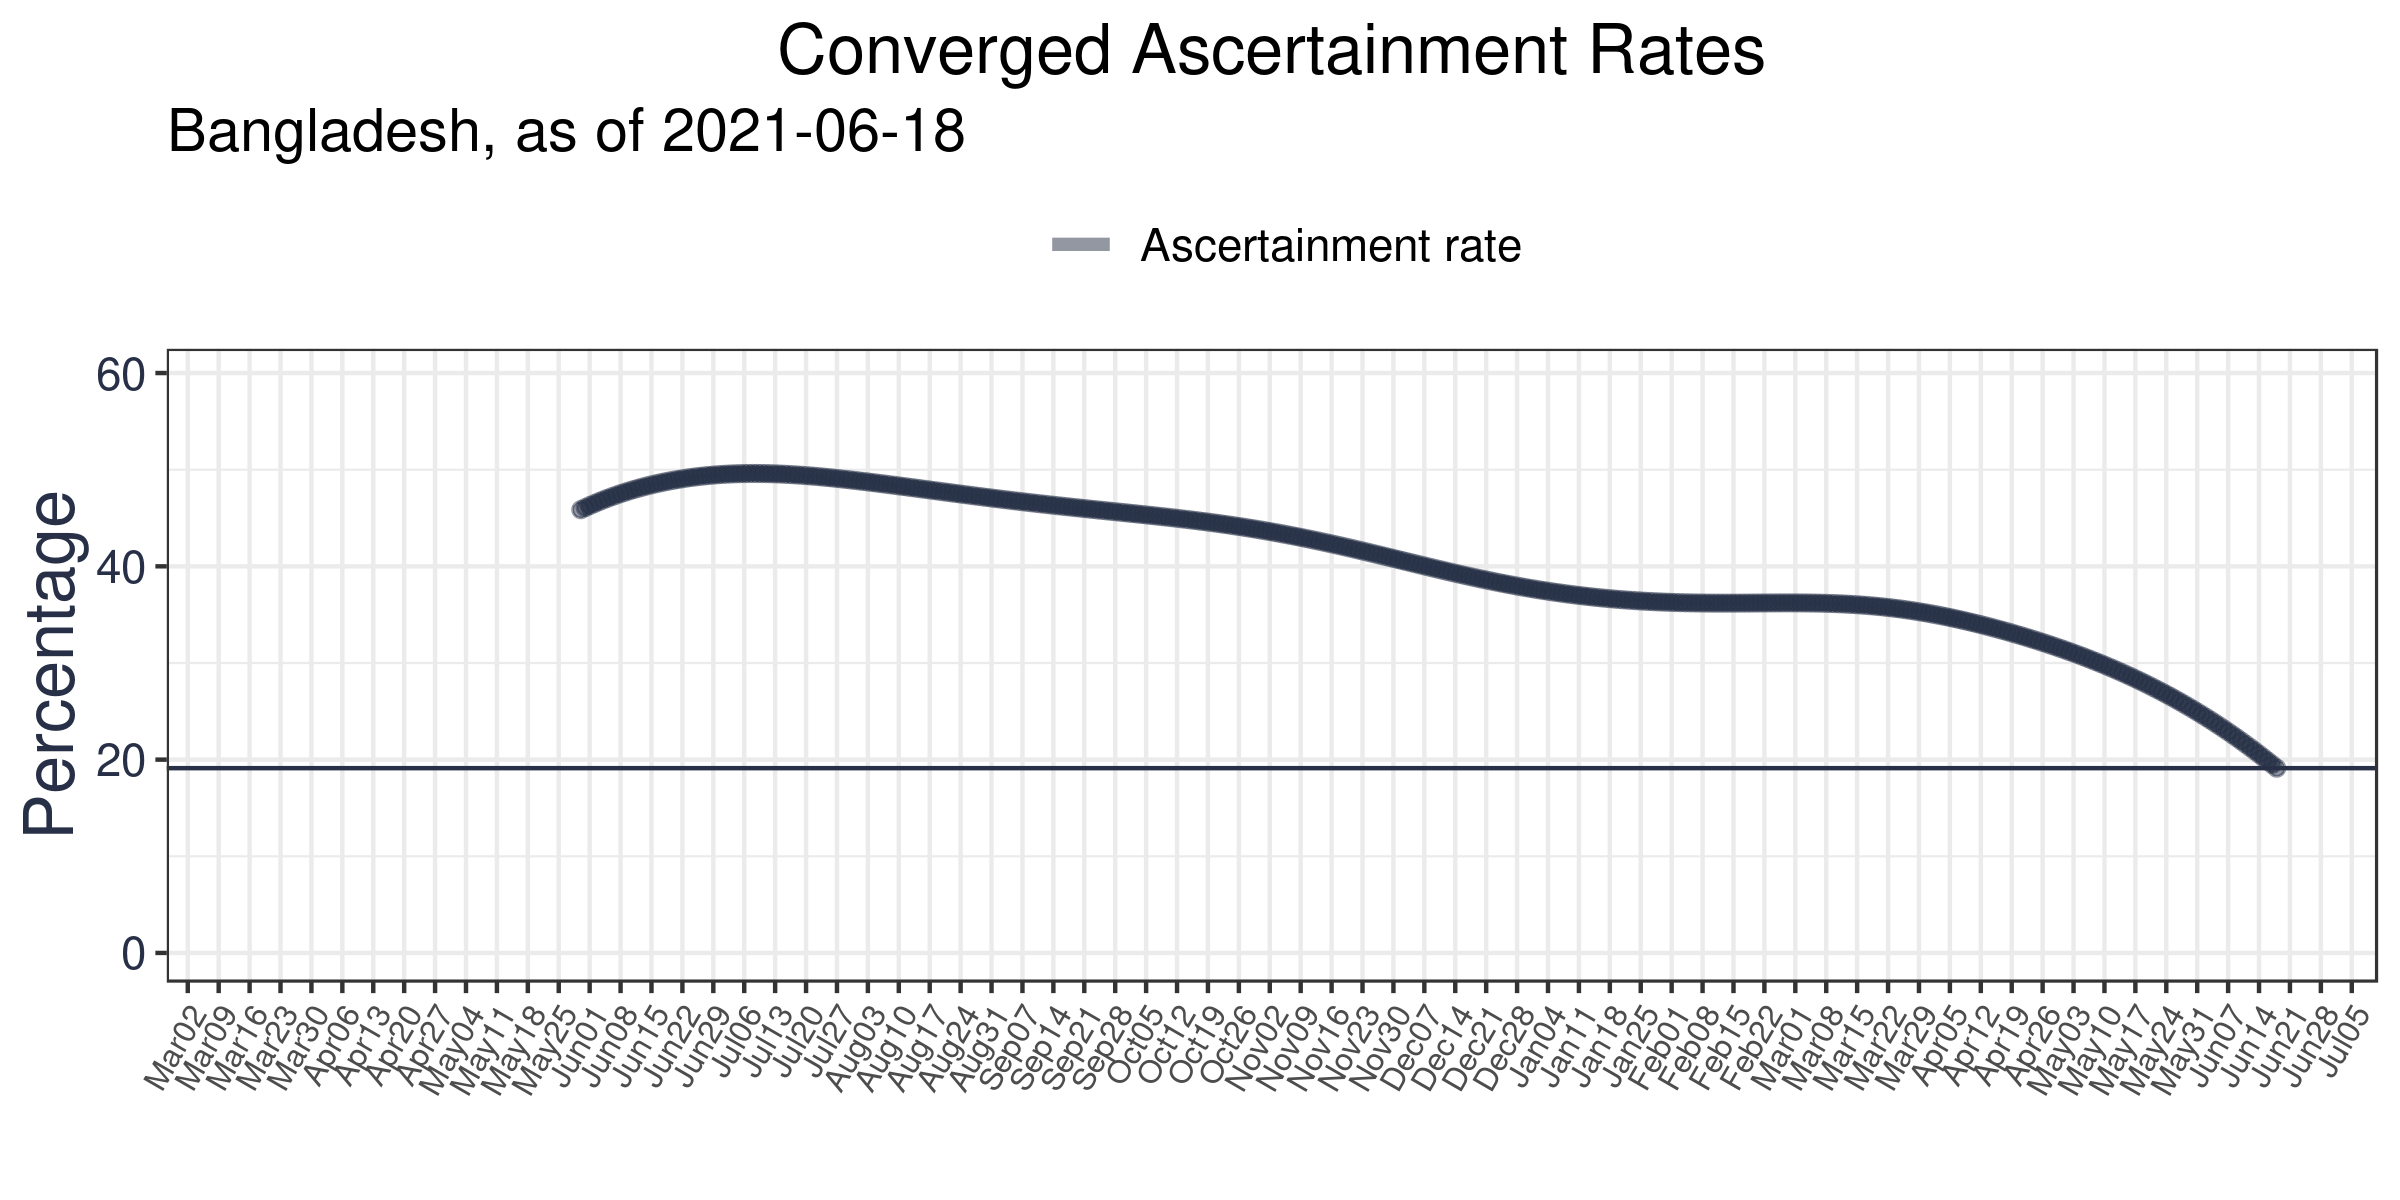 Converged Ascertainment Rates
Bangladesh, as of 2021-06-18
Ascertainment rate
Percentage
60
40
20
0
Mar02 Mar09 Mar16 Mar23 Mar30 Apr06 Apr13 Apr20 Apr27 May04 May11 May18 May25 Jun01 Jun08 Jun15 Jun22 Jun29 Jul06 Jul13 Jul20 Jul27 Aug03 Aug10 Aug17 Aug24 Aug31 Sep07 Sep14 Sep21 Sep28 Oct05 Oct12 Oct19 Oct26 Nov02 Nov09 Nov16 Nov23 Nov30 Dec07 Dec14 Dec21 Dec28 Jan04 Jan11 Jan18 Jan25 Feb01 Feb08 Feb15 Feb22 Mar01 Mar08 Mar15 Mar22 Mar29 Apr05 Apr12 Apr19 Apr26 May03 May10 May17 May24 May31 Jun07 Jun14 Jun21 Jun28 Jul05